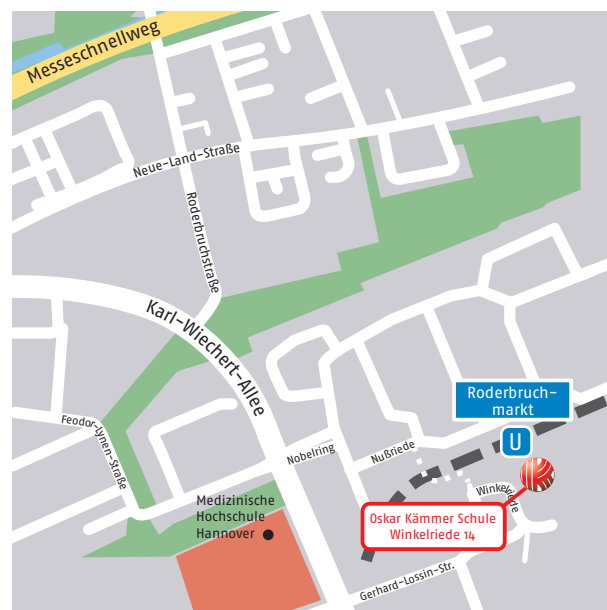 Messeschnellweg
Neue-Land-Straße
Roderbruchstraße
Karl-Wiechert-Allee
Roderbruch-
markt
U
Feodor-Lynen-Straße
Nobelring
Nußriede
Winkelriede
Medizinische
Hochschule
Hannover
Oskar Kämmer Schule
Winkelriede 14
Gerhard-Lossin-Str.